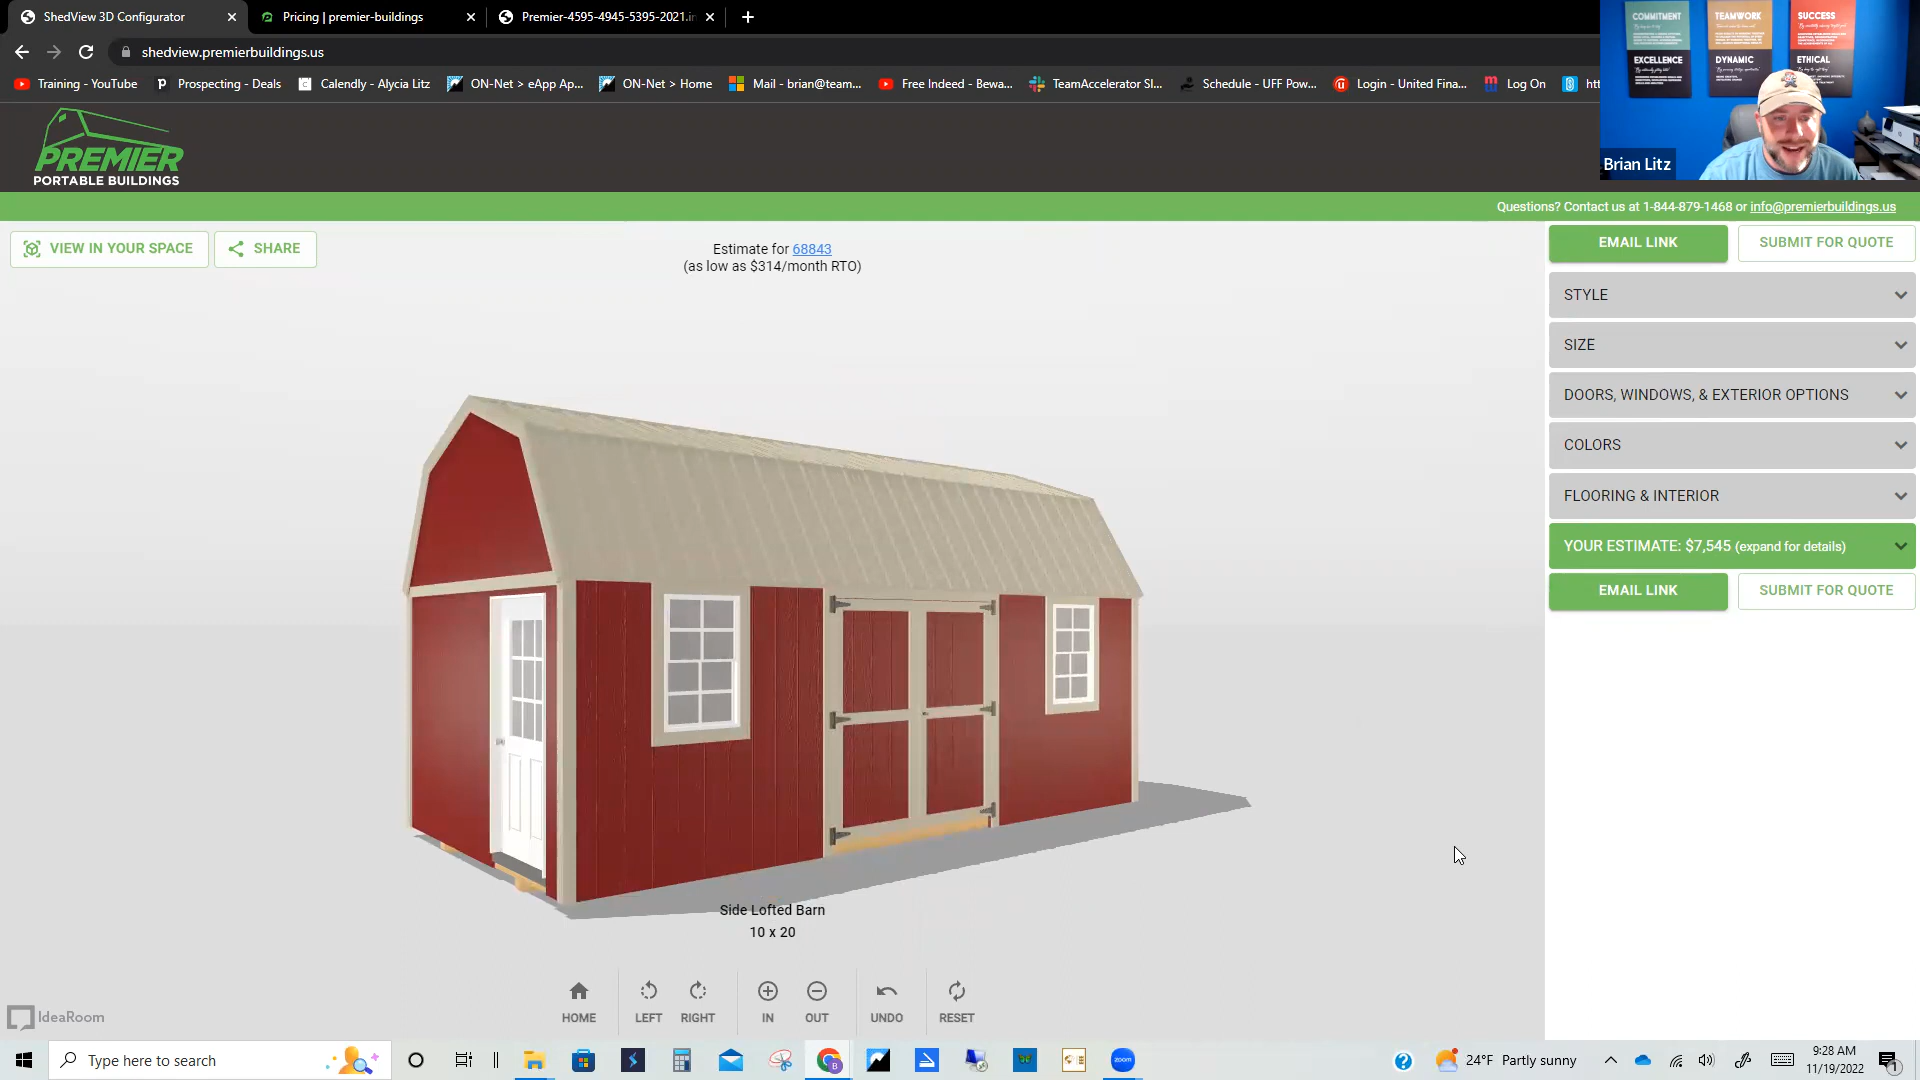 ShedView 3D Configurator
Pricing | premier-buildings
Premier-4595-4945-5395-2021.in
shedview.premierbuildings.us
Training - YouTube
Prospecting - Deals
Calendly - Alycia Litz
ON-Net > eApp Ap...
ON-Net > Home
Mail - brian@team...
Free Indeed - Bewa...
TeamAccelerator Sl...
Schedule - UFF Pow...
Login - United Fina...
Log On
COMMITMENT
TEAMWORK
SUCCESS
EXCELLENCE
DYNAMIC
ETHICAL
Brian Litz
PREMIER
PORTABLE BUILDINGS
Questions? Contact us at 1-844-879-1468 or info@premierbuildings.us
VIEW IN YOUR SPACE
SHARE
Estimate for 68843
(as low as $314/month RTO)
EMAIL LINK
SUBMIT FOR QUOTE
STYLE
SIZE
DOORS, WINDOWS, & EXTERIOR OPTIONS
COLORS
FLOORING & INTERIOR
YOUR ESTIMATE: $7,545 (expand for details)
EMAIL LINK
SUBMIT FOR QUOTE
Side Lofted Barn
10 x 20
HOME
LEFT
RIGHT
IN
OUT
UNDO
RESET
IdeaRoom
Type here to search
zoom
24°F Partly sunny
9:28 AM
11/19/2022
1